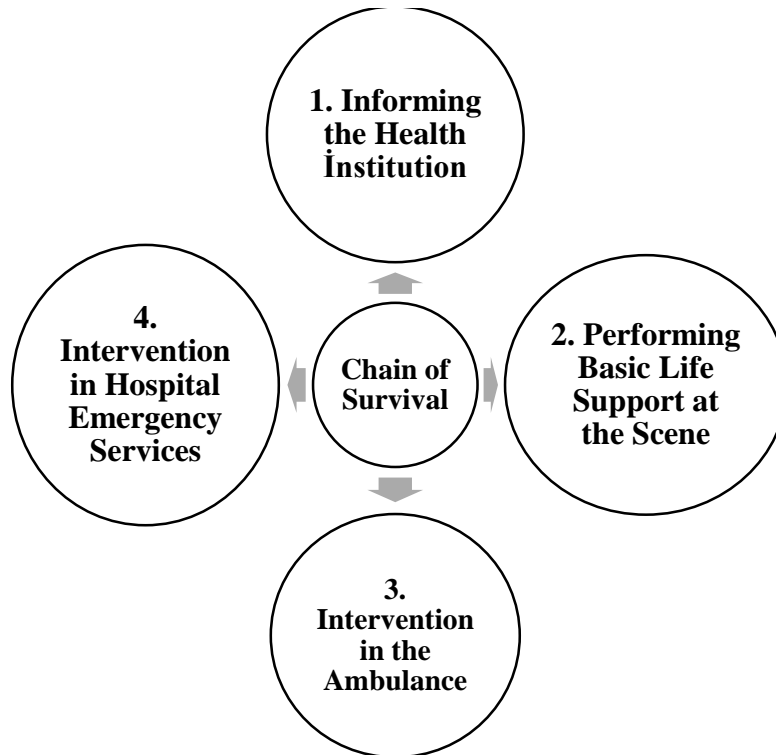 1. Informing
the Health
İnstitution
4.
Intervention
in Hospital
Emergency
Services
Chain of
Survival
2. Performing
Basic Life
Support at
the Scene
3.
Intervention
in the
Ambulance